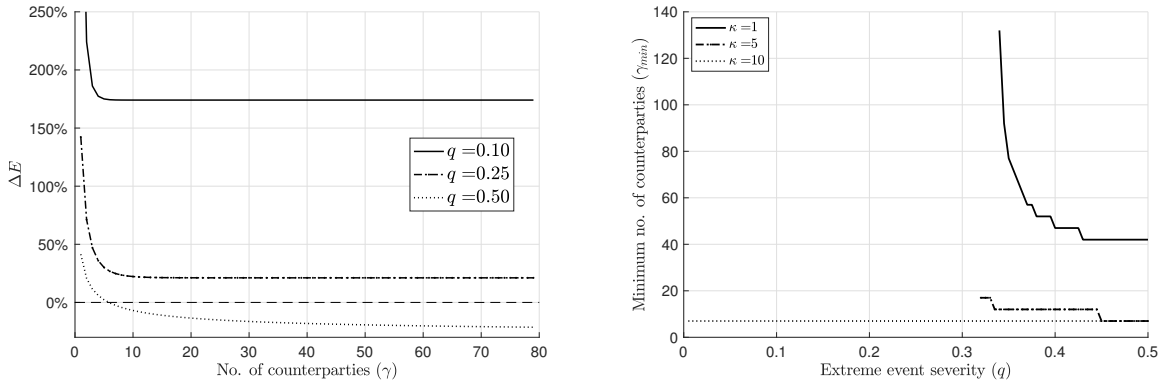 250%
200%
150%
100%
50%
0%
ΔE
0 10 20 30 40 50 60 70 80
No. of counterparties (γ)
q =0.10
q =0.25
q =0.50
140
120
100
80
60
40
20
0
Minimum no. of counterparties (γmin)
0 0.1 0.2 0.3 0.4 0.5
Extreme event severity (q)
κ =1
κ =5
κ =10